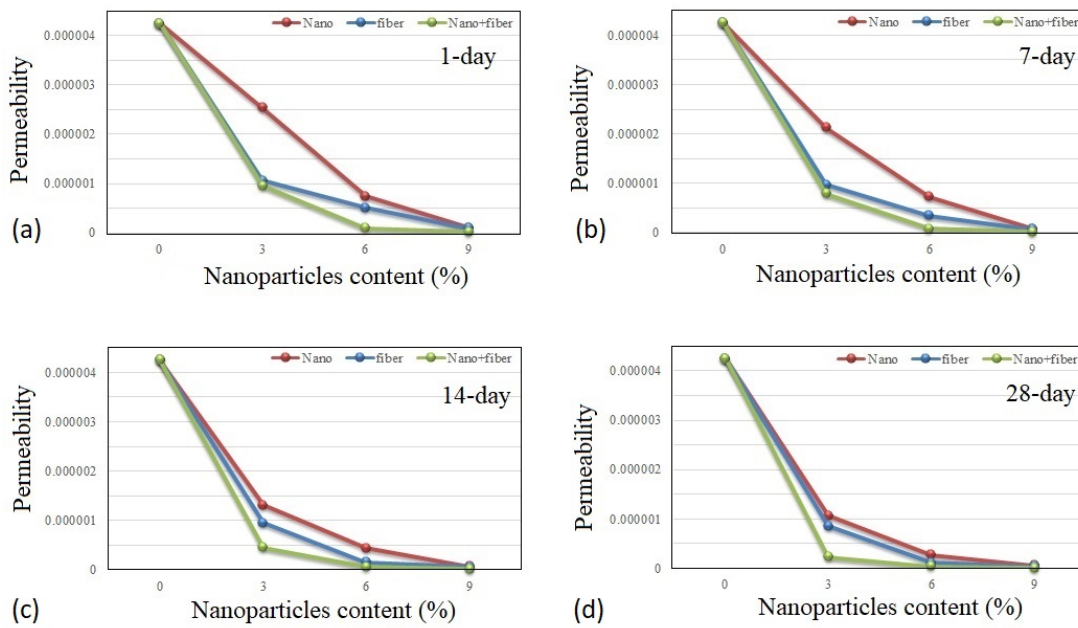 Nano fiber Nano+fiber
1-day
Permeability
0.000004
0.000003
0.000002
0.000001
0
0 3 6 9
Nanoparticles content (%)
(a)
Nano fiber Nano+fiber
7-day
Permeability
0.000004
0.000003
0.000002
0.000001
0
0 3 6 9
Nanoparticles content (%)
(b)
Nano fiber Nano+fiber
14-day
Permeability
0.000004
0.000003
0.000002
0.000001
0
0 3 6 9
Nanoparticles content (%)
(c)
Nano fiber Nano+fiber
28-day
Permeability
0.000004
0.000003
0.000002
0.000001
0
0 3 6 9
Nanoparticles content (%)
(d)